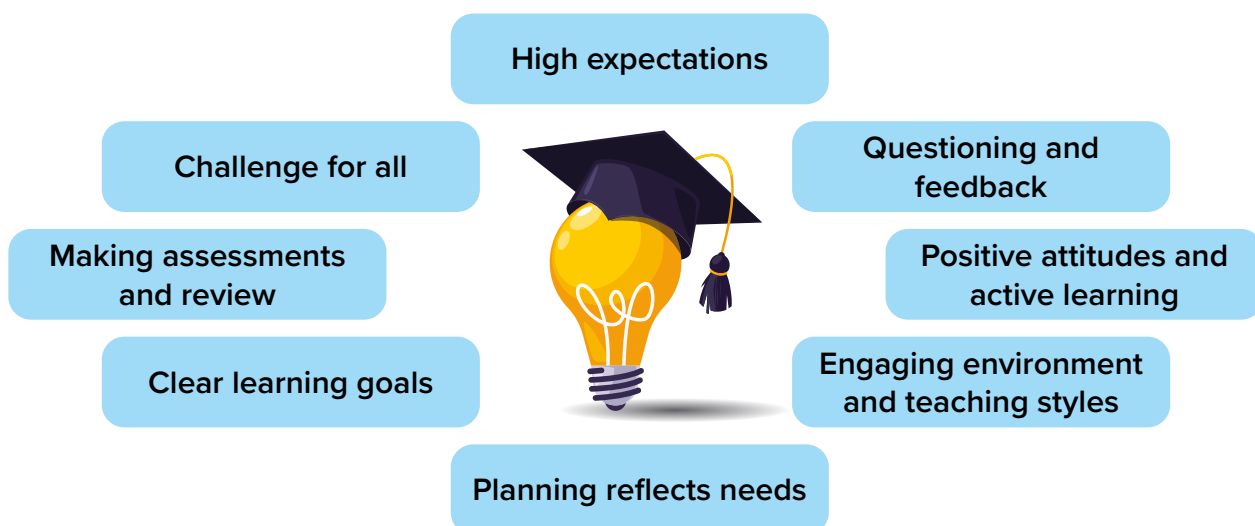 High expectations
Challenge for all
Questioning and
feedback
Making assessments
and review
Positive attitudes and
active learning
Clear learning goals
Engaging environment
and teaching styles
Planning reflects needs